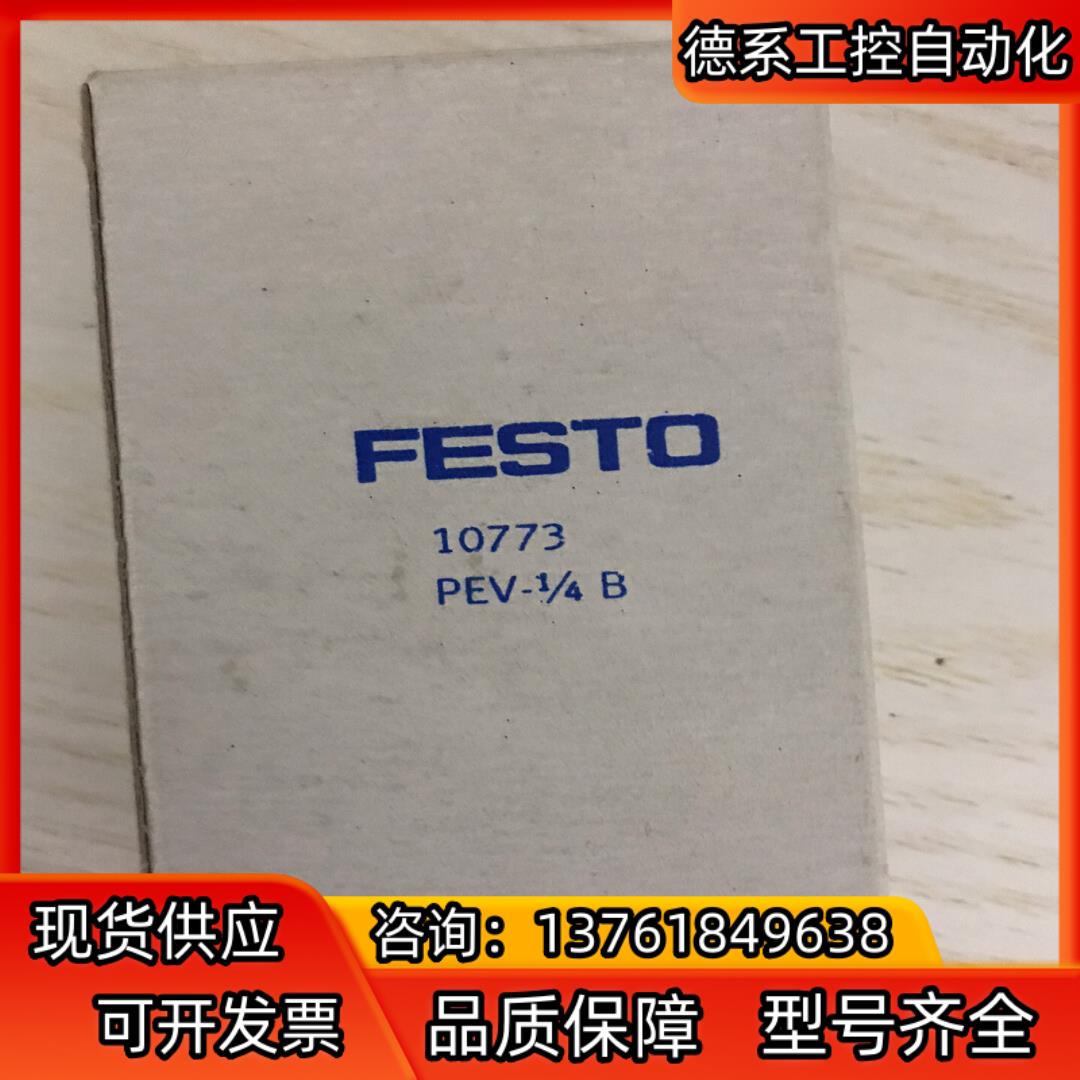 德系工控自动化
FESTO
10773
PEV-¼ B
现货供应
咨询：13761849638
可开发票
品质保障 型号齐全